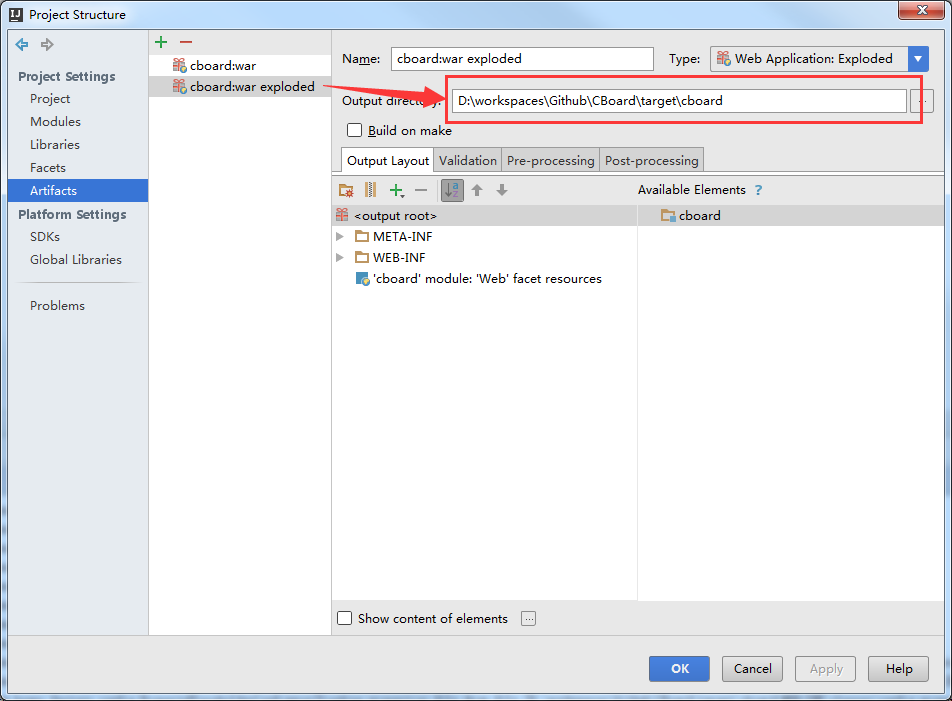 Project Structure
Project Settings
Project
Modules
Libraries
Facets
Artifacts
Platform Settings
SDKs
Global Libraries
Problems
cboard:war
cboard:war exploded
Name: cboard:war exploded Type: Web Application: Exploded
Output directory: D:\workspaces\Github\CBoard\target\cboard ...
Build on make
Output Layout Validation Pre-processing Post-processing
Available Elements ?
<output root> cboard
META-INF
WEB-INF
'cboard' module: 'Web' facet resources
Show content of elements ...
OK Cancel Apply Help